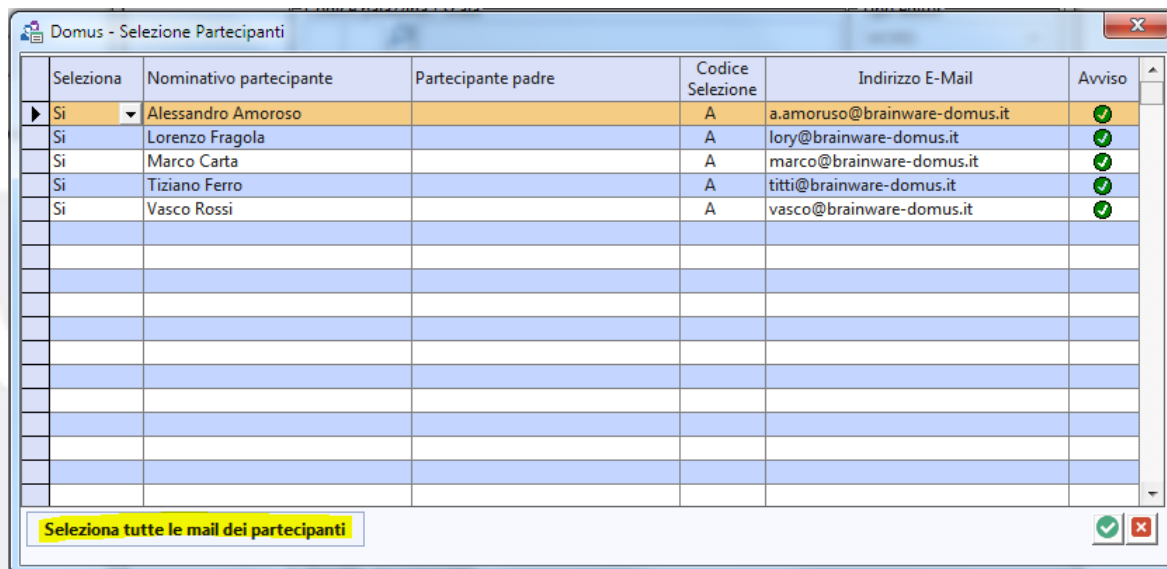 Domus - Selezione Partecipanti
Seleziona Nominativo partecipante Partecipante padre Codice Selezione Indirizzo E-Mail Avviso
Si Alessandro Amoroso A a.amoruso@brainware-domus.it
Si Lorenzo Fragola A lory@brainware-domus.it
Si Marco Carta A marco@brainware-domus.it
Si Tiziano Ferro A titti@brainware-domus.it
Si Vasco Rossi A vasco@brainware-domus.it
Seleziona tutte le mail dei partecipanti